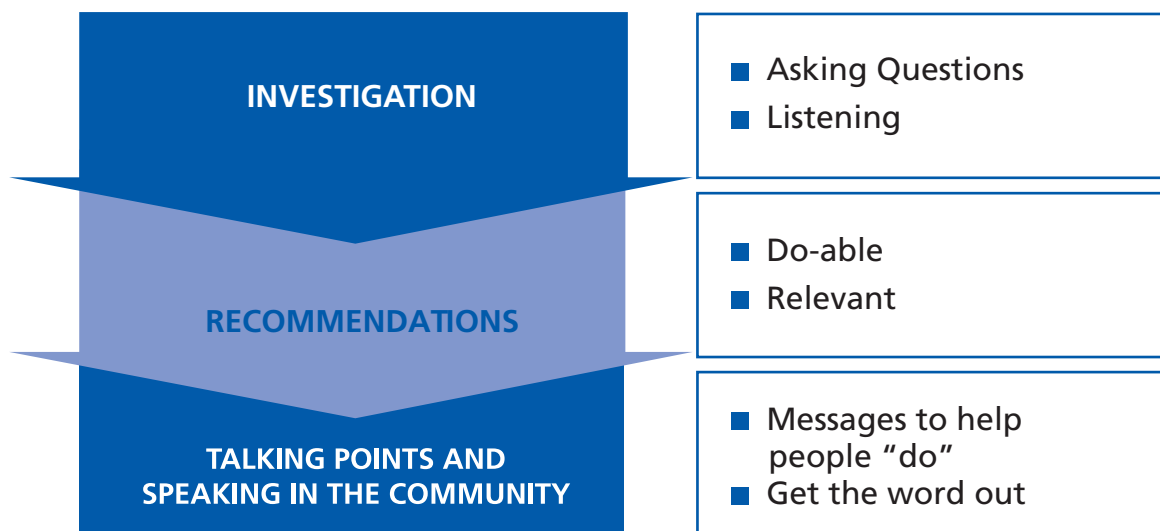 INVESTIGATION
■ Asking Questions
■ Listening
RECOMMENDATIONS
■ Do-able
■ Relevant
TALKING POINTS AND
SPEAKING IN THE COMMUNITY
■ Messages to help
people “do”
■ Get the word out